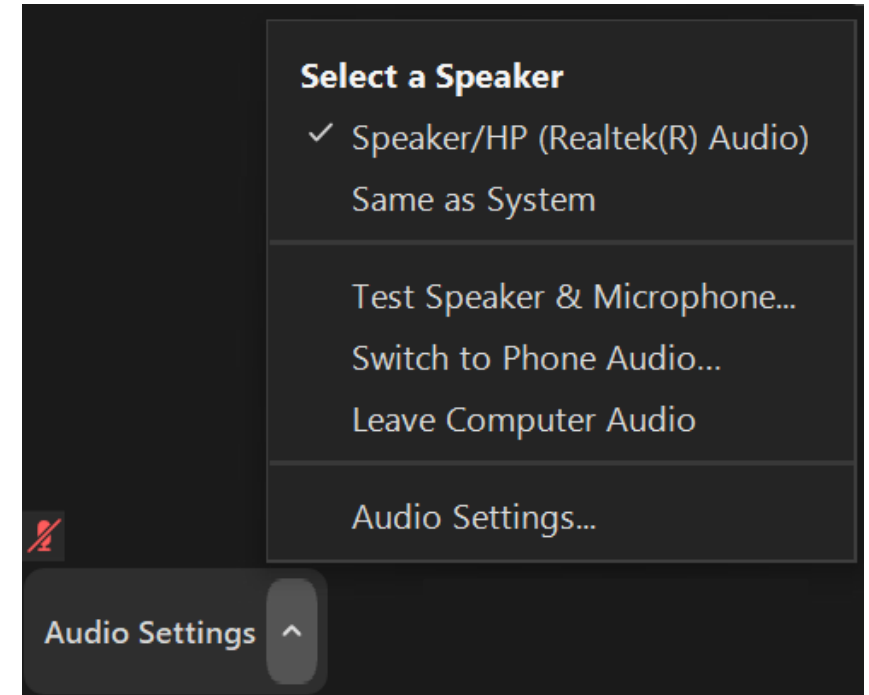 Select a Speaker
Speaker/HP (Realtek(R) Audio)
Same as System
Test Speaker & Microphone...
Switch to Phone Audio...
Leave Computer Audio
Audio Settings...
Audio Settings